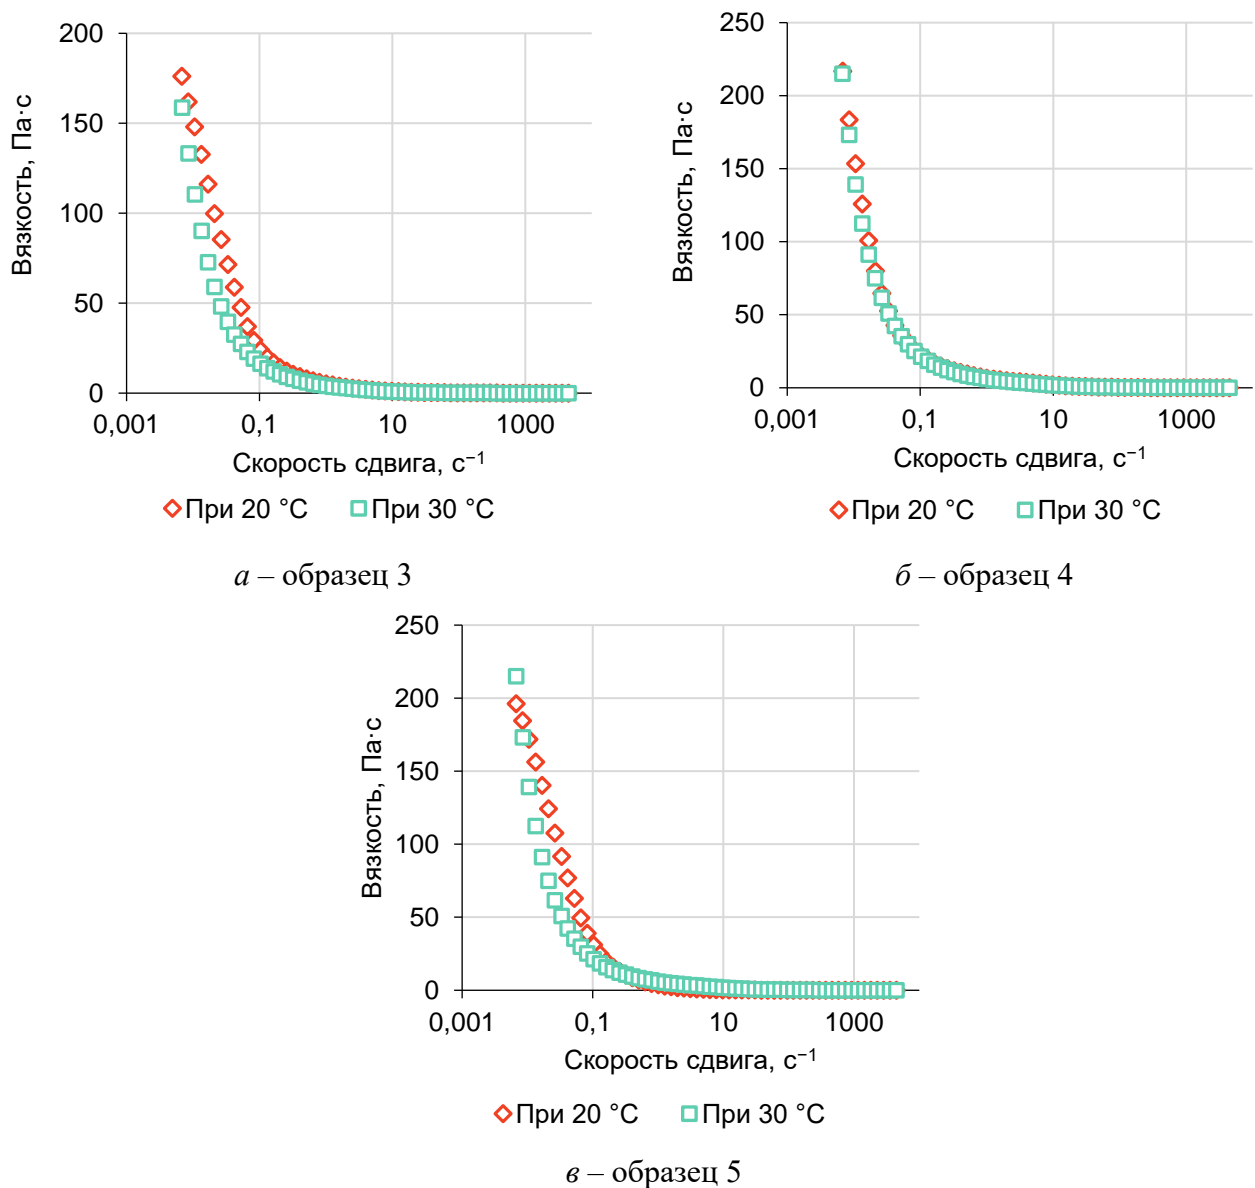 200
150
100
50
0
0,001
0,1
10
1000
Вязкость, Па·с
Скорость сдвига, с⁻¹
При 20 °C
При 30 °C
а – образец 3
250
200
150
100
50
0
0,001
0,1
10
1000
Вязкость, Па·с
Скорость сдвига, с⁻¹
При 20 °C
При 30 °C
б – образец 4
250
200
150
100
50
0
0,001
0,1
10
1000
Вязкость, Па·с
Скорость сдвига, с⁻¹
При 20 °C
При 30 °C
в – образец 5